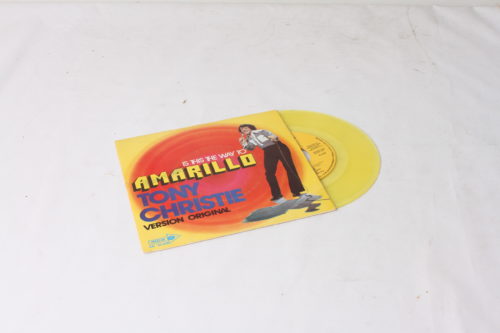 IS THIS THE WAY TO
AMARILLO
TONY
CHRISTIE
VERSION ORIGINAL